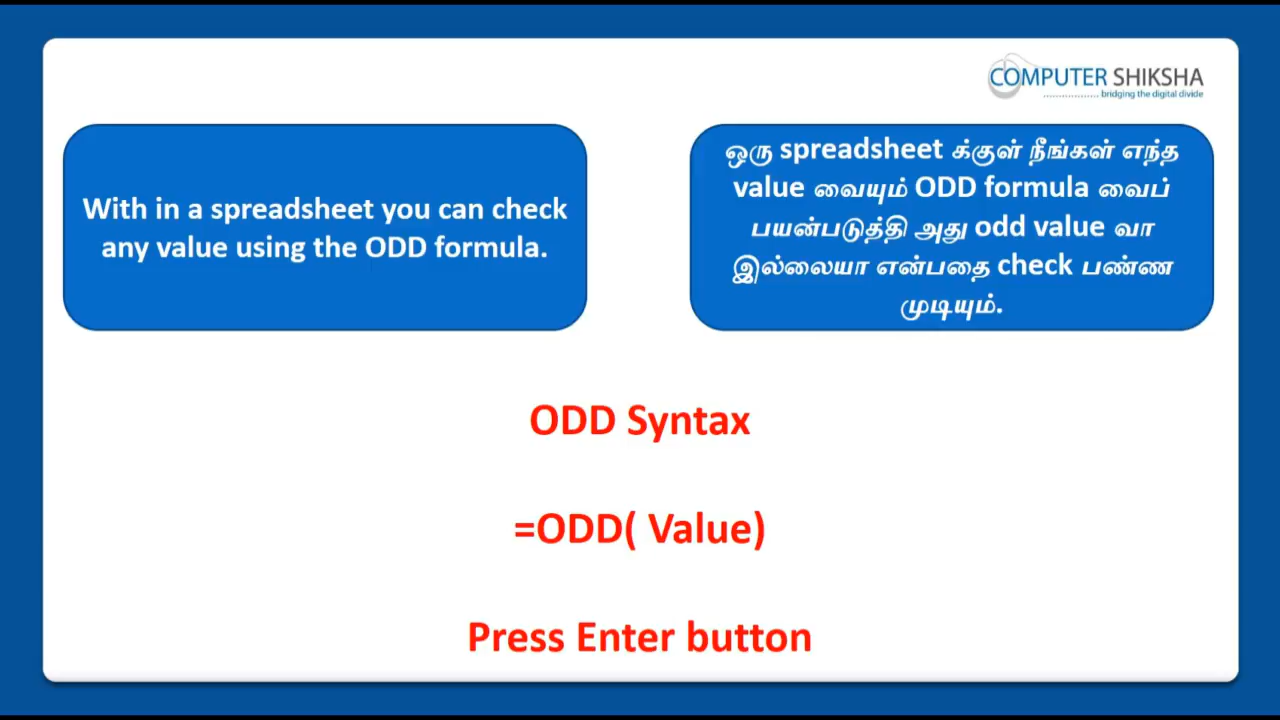 COMPUTER SHIKSHA
bridging the digital divide
With in a spreadsheet you can check
any value using the ODD formula.
ஒரு spreadsheet க்குள் நீங்கள் எந்த
value வையும் ODD formula வைப்
பயன்படுத்தி அது odd value வா
இல்லையா என்பதை check பண்ண
முடியும்.
ODD Syntax
=ODD( Value)
Press Enter button